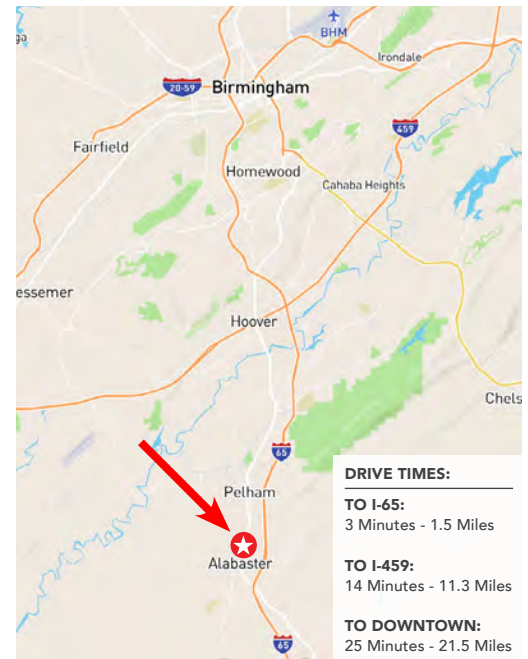 ga
BHM
Irondale
20-59
Birmingham
459
Fairfield
Homewood
Cahaba Heights
essemer
Hoover
Chels
65
Pelham
Alabaster
65
DRIVE TIMES:
TO I-65:
3 Minutes - 1.5 Miles
TO I-459:
14 Minutes - 11.3 Miles
TO DOWNTOWN:
25 Minutes - 21.5 Miles